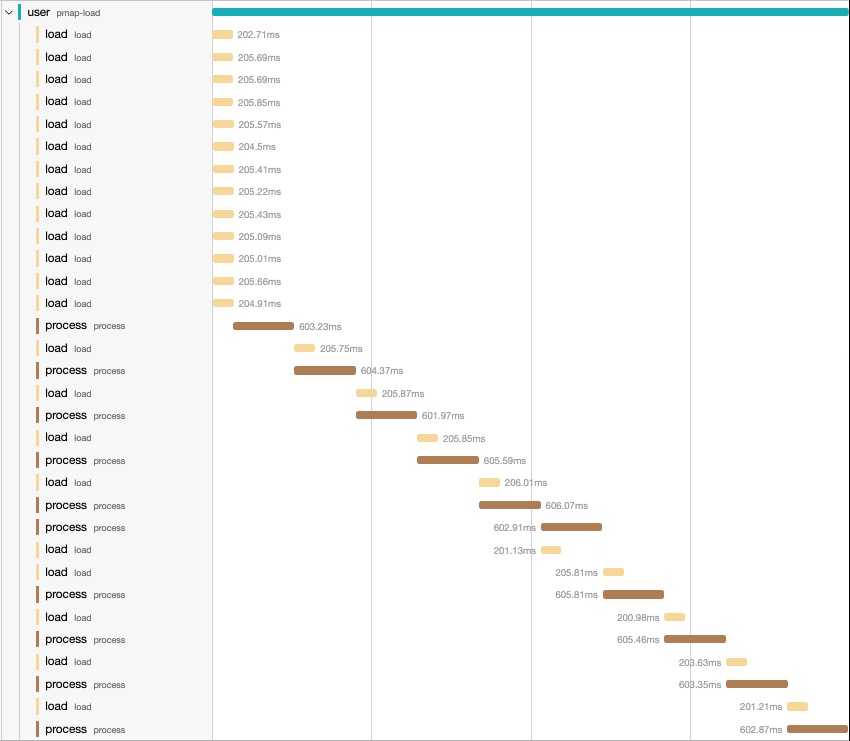 user pmap-load
load load 202.71ms
load load 205.69ms
load load 205.69ms
load load 205.85ms
load load 205.57ms
load load 204.5ms
load load 205.41ms
load load 205.22ms
load load 205.43ms
load load 205.09ms
load load 205.01ms
load load 205.66ms
load load 204.91ms
process process 603.23ms
load load 205.75ms
process process 604.37ms
load load 205.87ms
process process 601.97ms
load load 205.85ms
process process 605.59ms
load load 206.01ms
process process 606.07ms
process process 602.91ms
load load 201.13ms
load load 205.81ms
process process 605.81ms
load load 200.98ms
process process 605.46ms
load load 203.63ms
process process 603.35ms
load load 201.21ms
process process 602.87ms